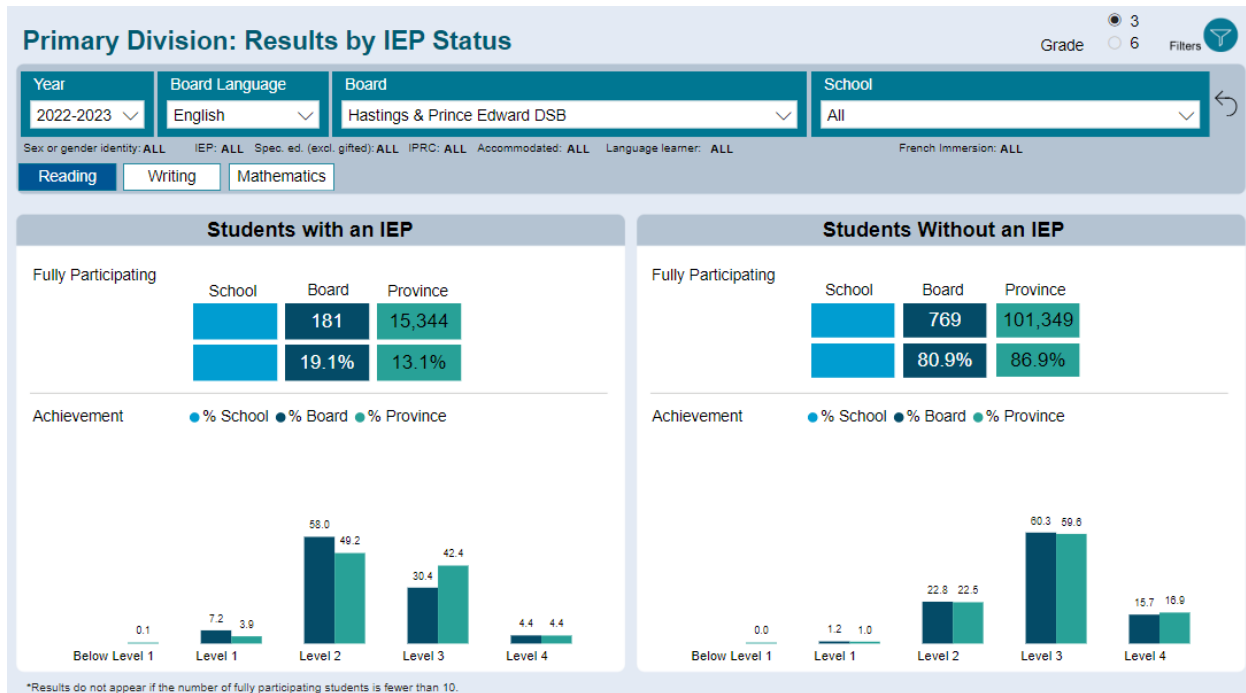 Primary Division: Results by IEP Status
Grade
3
6
Filters
Year
Board Language
Board
School
2022-2023
English
Hastings & Prince Edward DSB
All
Sex or gender identity: ALL IEP: ALL Spec. ed. (excl. gifted): ALL IPRC: ALL Accommodated: ALL Language learner: ALL French Immersion: ALL
Reading Writing Mathematics
Students with an IEP
Fully Participating
School Board Province
181 15,344
19.1% 13.1%
Achievement % School % Board % Province
58.0
49.2
42.4
30.4
7.2
3.9
4.4 4.4
0.1
Below Level 1 Level 1 Level 2 Level 3 Level 4
Students Without an IEP
Fully Participating
School Board Province
769 101,349
80.9% 86.9%
Achievement % School % Board % Province
60.3 59.6
22.8 22.5
15.7 16.9
0.0 1.2 1.0
Below Level 1 Level 1 Level 2 Level 3 Level 4
*Results do not appear if the number of fully participating students is fewer than 10.